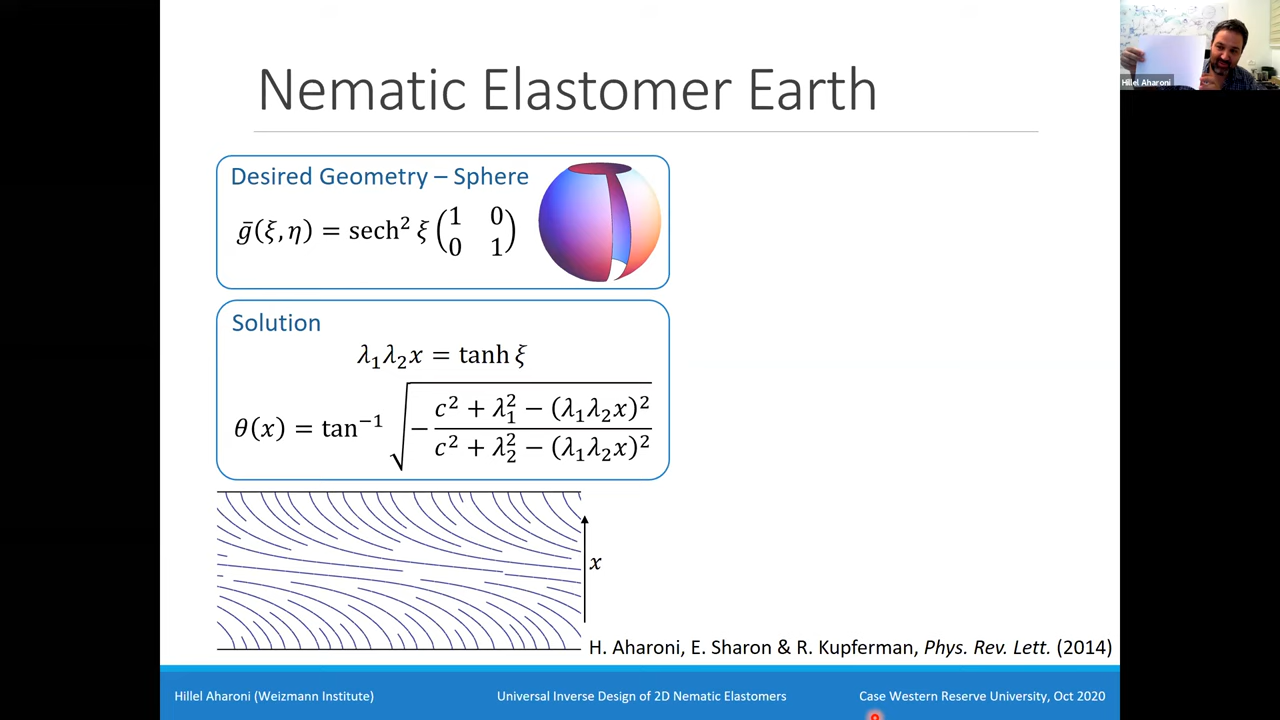 Nematic Elastomer Earth
Hillel Aharoni
Desired Geometry – Sphere
ḡ(ξ, η) = sech² ξ (1 0
0 1)
Solution
λ₁λ₂x = tanh ξ
θ(x) = tan⁻¹ √(−(c² + λ₁² − (λ₁λ₂x)²)/(c² + λ₂² − (λ₁λ₂x)²))
x
H. Aharoni, E. Sharon & R. Kupferman, Phys. Rev. Lett. (2014)
Hillel Aharoni (Weizmann Institute) Universal Inverse Design of 2D Nematic Elastomers Case Western Reserve University, Oct 2020